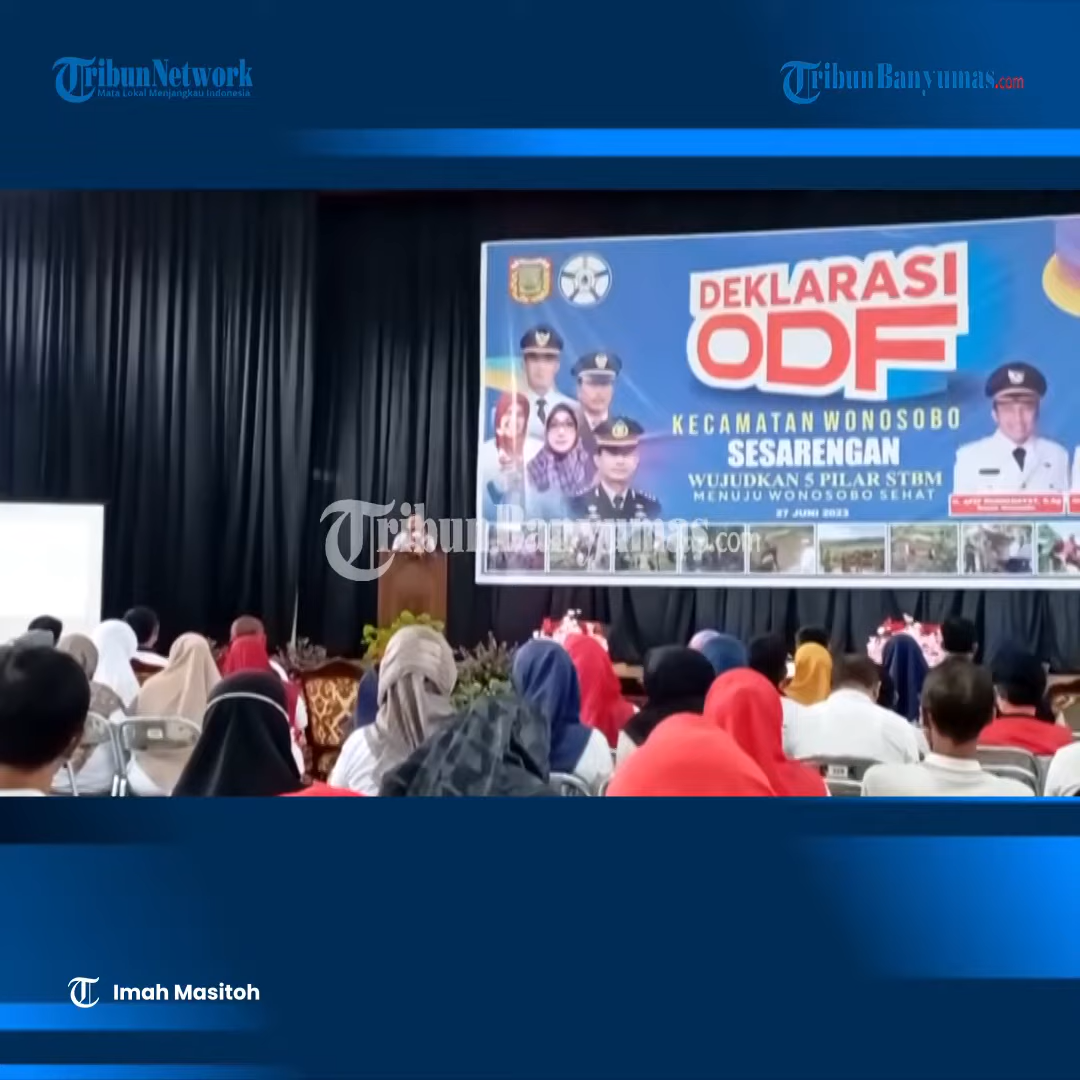 TribunNetwork
Mata Lokal Menjangkau Indonesia
TribunBanyumas.com
DEKLARASI
ODF
KECAMATAN WONOSOBO
SESARENGAN
WUJUDKAN 5 PILAR STBM
MENUJU WONOSOBO SEHAT
27 JUNI 2023
TribunBanyumas.com
Imah Masitoh